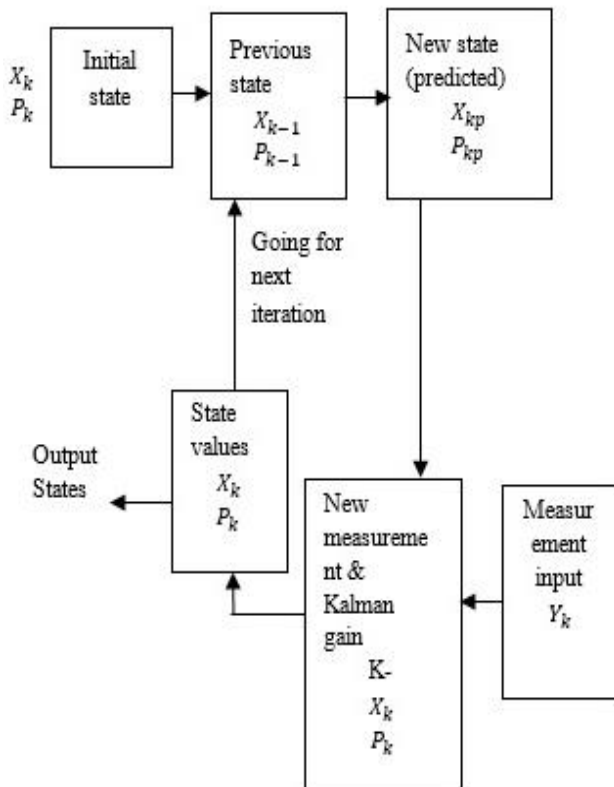 X_k
P_k
Initial
state
Previous
state
X_{k−1}
P_{k−1}
New state
(predicted)
X_{kp}
P_{kp}
Going for
next
iteration
Output
States
State
values
X_k
P_k
New
measureme
nt &
Kalman
gain
K-
X_k
P_k
Measur
ement
input
Y_k